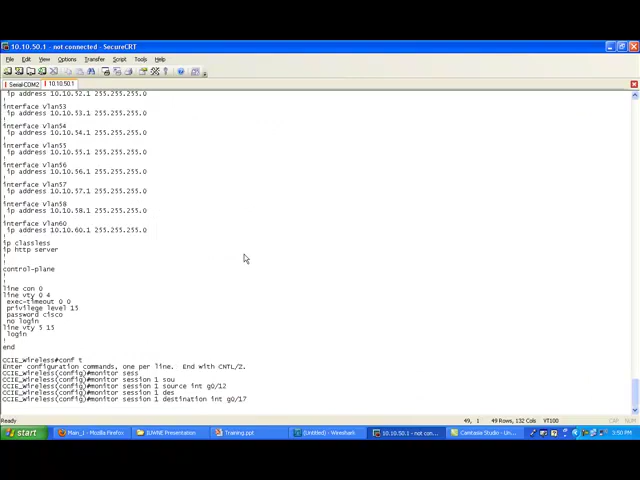 10.10.50.1 - not connected - SecureCRT
File Edit View Options Transfer Script Tools Help
Serial-COM2 10.10.50.1
ip address 10.10.52.1 255.255.255.0
!
interface Vlan53
ip address 10.10.53.1 255.255.255.0
!
interface Vlan54
ip address 10.10.54.1 255.255.255.0
!
interface Vlan55
ip address 10.10.55.1 255.255.255.0
!
interface Vlan56
ip address 10.10.56.1 255.255.255.0
!
interface Vlan57
ip address 10.10.57.1 255.255.255.0
!
interface Vlan58
ip address 10.10.58.1 255.255.255.0
!
interface Vlan60
ip address 10.10.60.1 255.255.255.0
!
ip classless
ip http server
!
!
control-plane
!
!
line con 0
line vty 0 4
exec-timeout 0 0
privilege level 15
password cisco
no login
line vty 5 15
login
!
end
CCIE_Wireless#conf t
Enter configuration commands, one per line.  End with CNTL/Z.
CCIE_Wireless(config)#monitor sess
CCIE_Wireless(config)#monitor session 1 sou
CCIE_Wireless(config)#monitor session 1 source int g0/12
CCIE_Wireless(config)#monitor session 1 des
CCIE_Wireless(config)#monitor session 1 destination int g0/17
Ready 49, 1 49 Rows, 132 Cols VT100
start Main_1 - Mozilla Firefox IUWNE Presentation Training.ppt (Untitled) - Wireshark 10.10.50.1 - not con... Camtasia Studio - Un... 3:50 PM